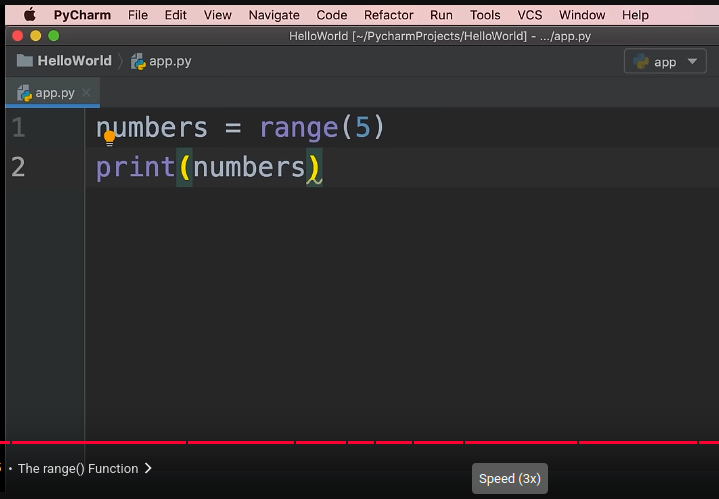 PyCharm File Edit View Navigate Code Refactor Run Tools VCS Window Help
HelloWorld [~/PycharmProjects/HelloWorld] - .../app.py
HelloWorld app.py app
app.py
1 numbers = range(5)
2 print(numbers)
• The range() Function
Speed (3x)